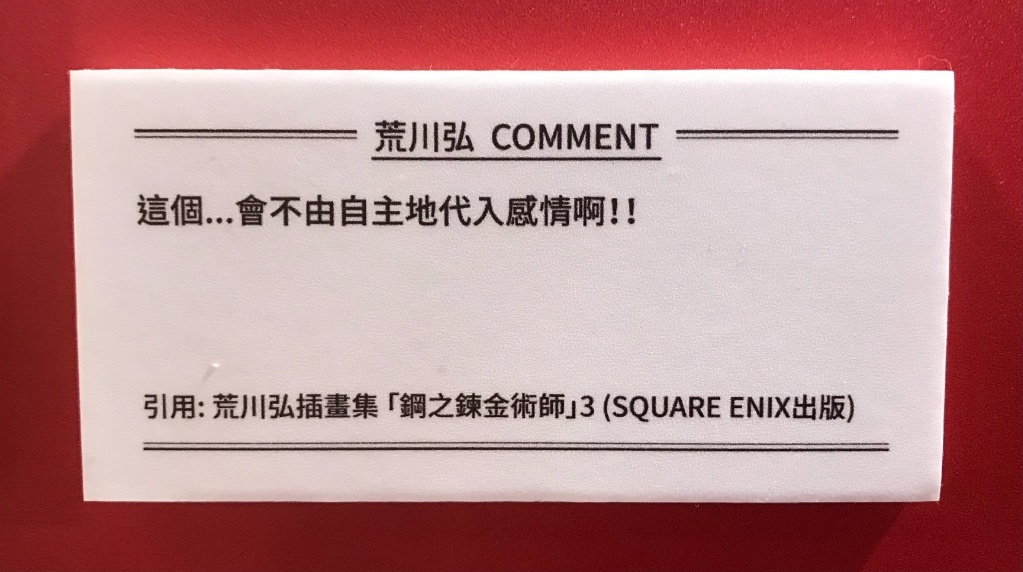 荒川弘 COMMENT
這個...會不由自主地代入感情啊!!
引用: 荒川弘插畫集「鋼之鍊金術師」3 (SQUARE ENIX出版)